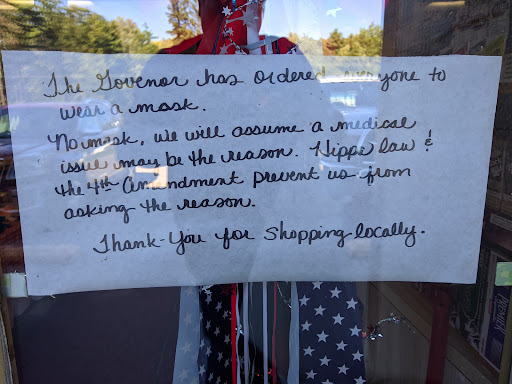 The Govenor has ordered everyone to
wear a mask.
No mask, we will assume a medical
issue may be the reason. Hippa law &
the 4th amendment prevent us from
asking the reason.
Thank-You for shopping locally.